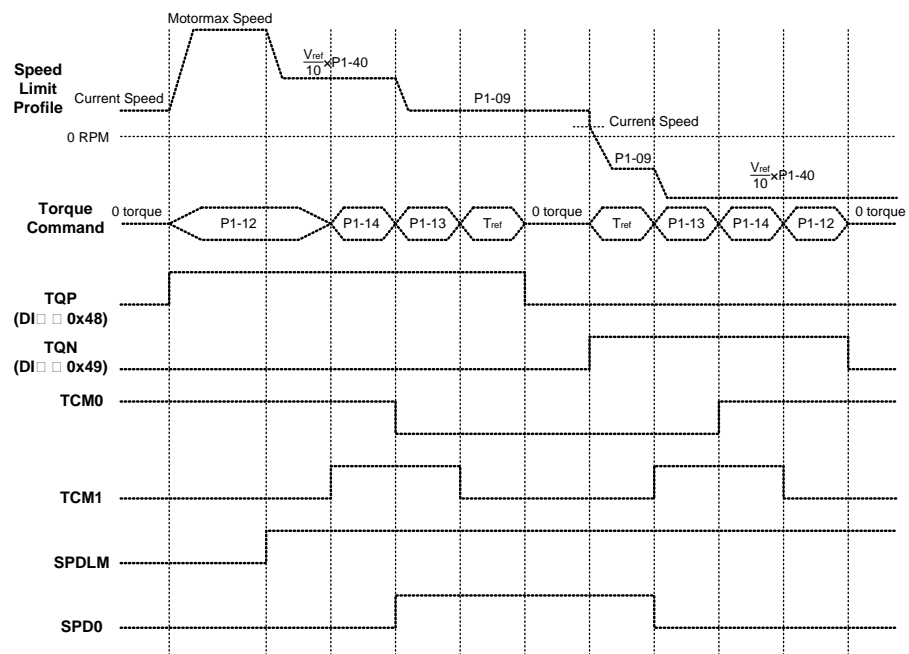 Motormax Speed
Speed Limit Profile
Current Speed
Vref/10 ×P1-40
P1-09
Current Speed
0 RPM
P1-09
Vref/10 ×P1-40
Torque Command
0 torque
P1-12
P1-14
P1-13
Tref
0 torque
Tref
P1-13
P1-14
P1-12
0 torque
TQP
(DI□ □ 0x48)
TQN
(DI□ □ 0x49)
TCM0
TCM1
SPDLM
SPD0